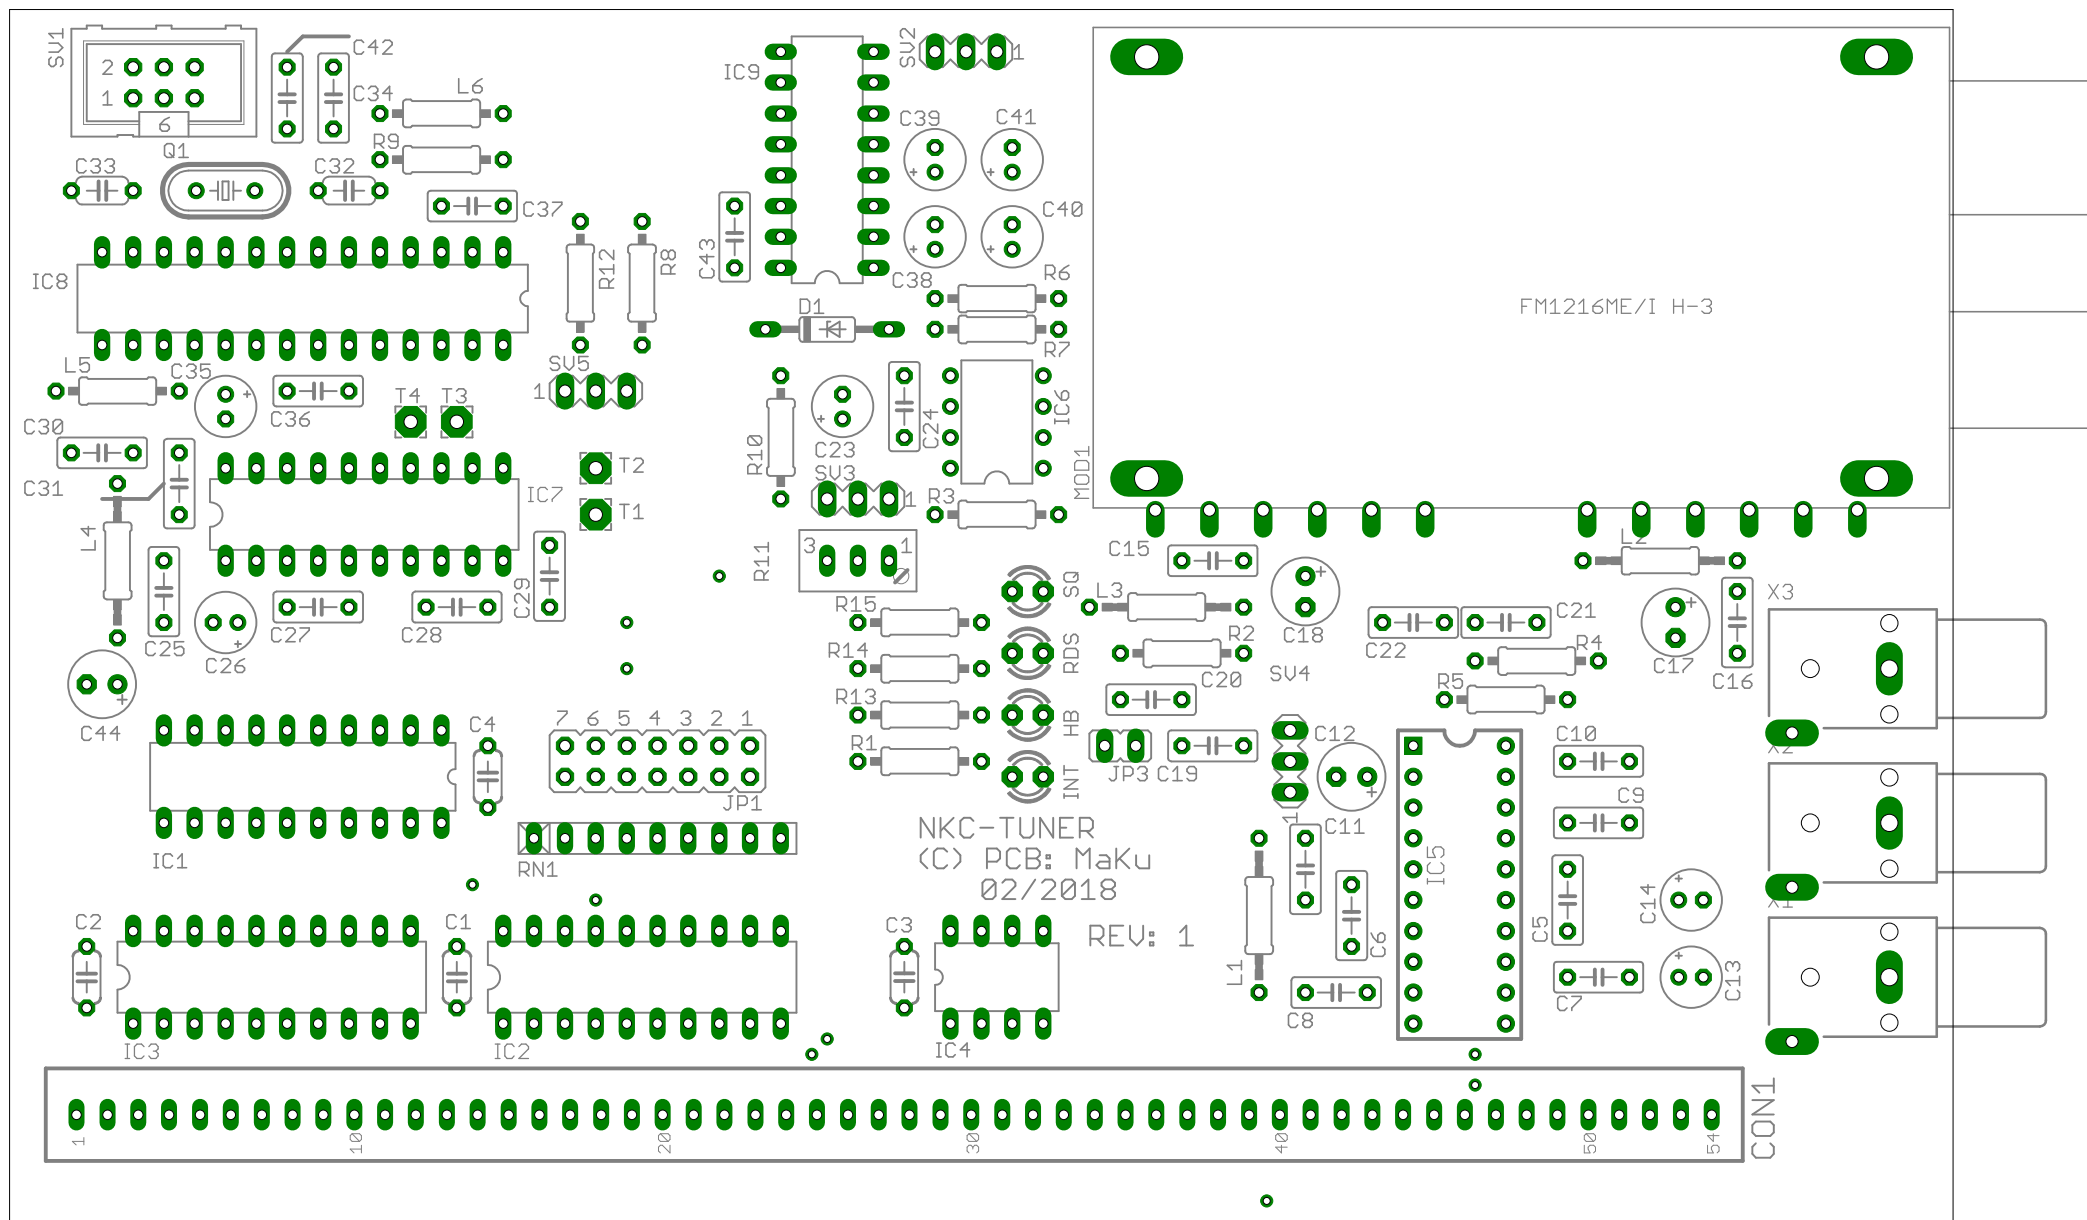 SV1
2
1
6
C42
C34
L6
R9
Q1
C33
C32
C37
IC9
SV2
1
C39
C41
C40
C38
C43
R12
R8
IC8
D1
R6
R7
FM1216ME/I H-3
L5
C35
C36
T4
T3
SV5
1
C30
C31
L4
IC7
T2
T1
R10
C23
C24
IC6
SV3
1
R3
MOD1
R11
3
1
C29
C25
C26
C27
C28
C44
R15
R14
R13
R1
SQ
RDS
HB
INT
C15
L3
R2
C20
C18
SV4
1
C22
C21
L2
R4
R5
C17
C16
X3
X2
X1
C4
IC1
7 6 5 4 3 2 1
JP1
RN1
JP3
C19
C12
C11
C10
C9
NKC-TUNER
(C) PCB: MaKu
02/2018
REV: 1
IC5
C14
C13
C5
C6
C7
C8
L1
C2
C1
C3
IC3
IC2
IC4
CON1
1 10 20 30 40 50 54